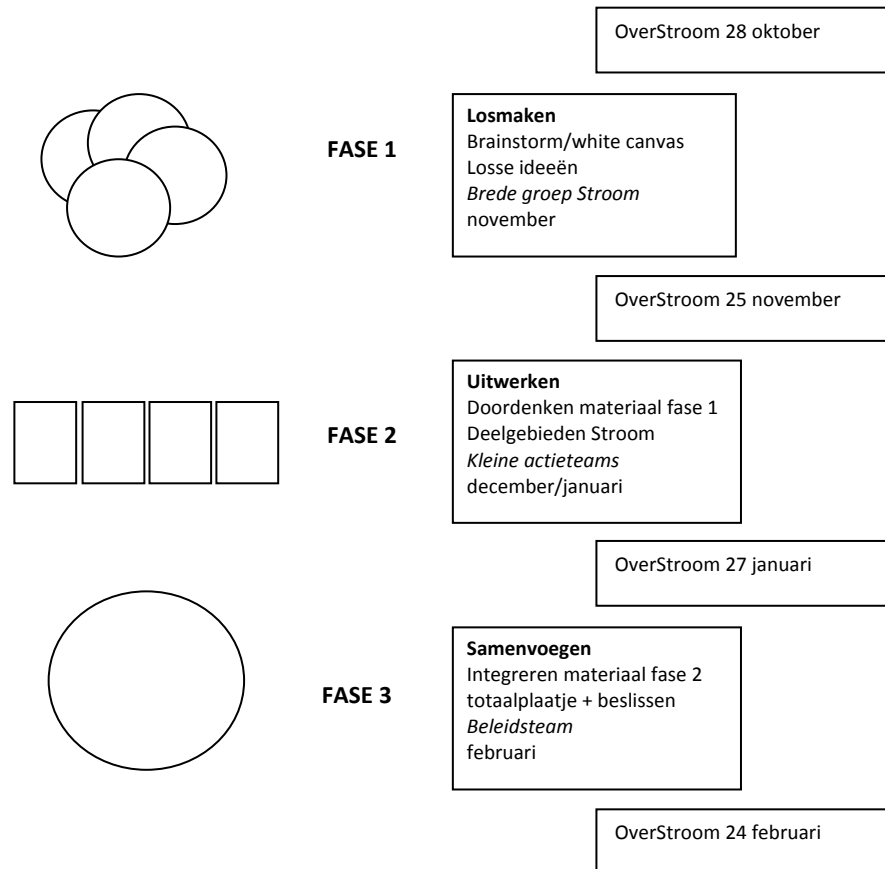 OverStroom 28 oktober
FASE 1
Losmaken
Brainstorm/white canvas
Losse ideeën
Brede groep Stroom
november
OverStroom 25 november
FASE 2
Uitwerken
Doordenken materiaal fase 1
Deelgebieden Stroom
Kleine actieteams
december/januari
OverStroom 27 januari
FASE 3
Samenvoegen
Integreren materiaal fase 2
totaalplaatje + beslissen
Beleidsteam
februari
OverStroom 24 februari